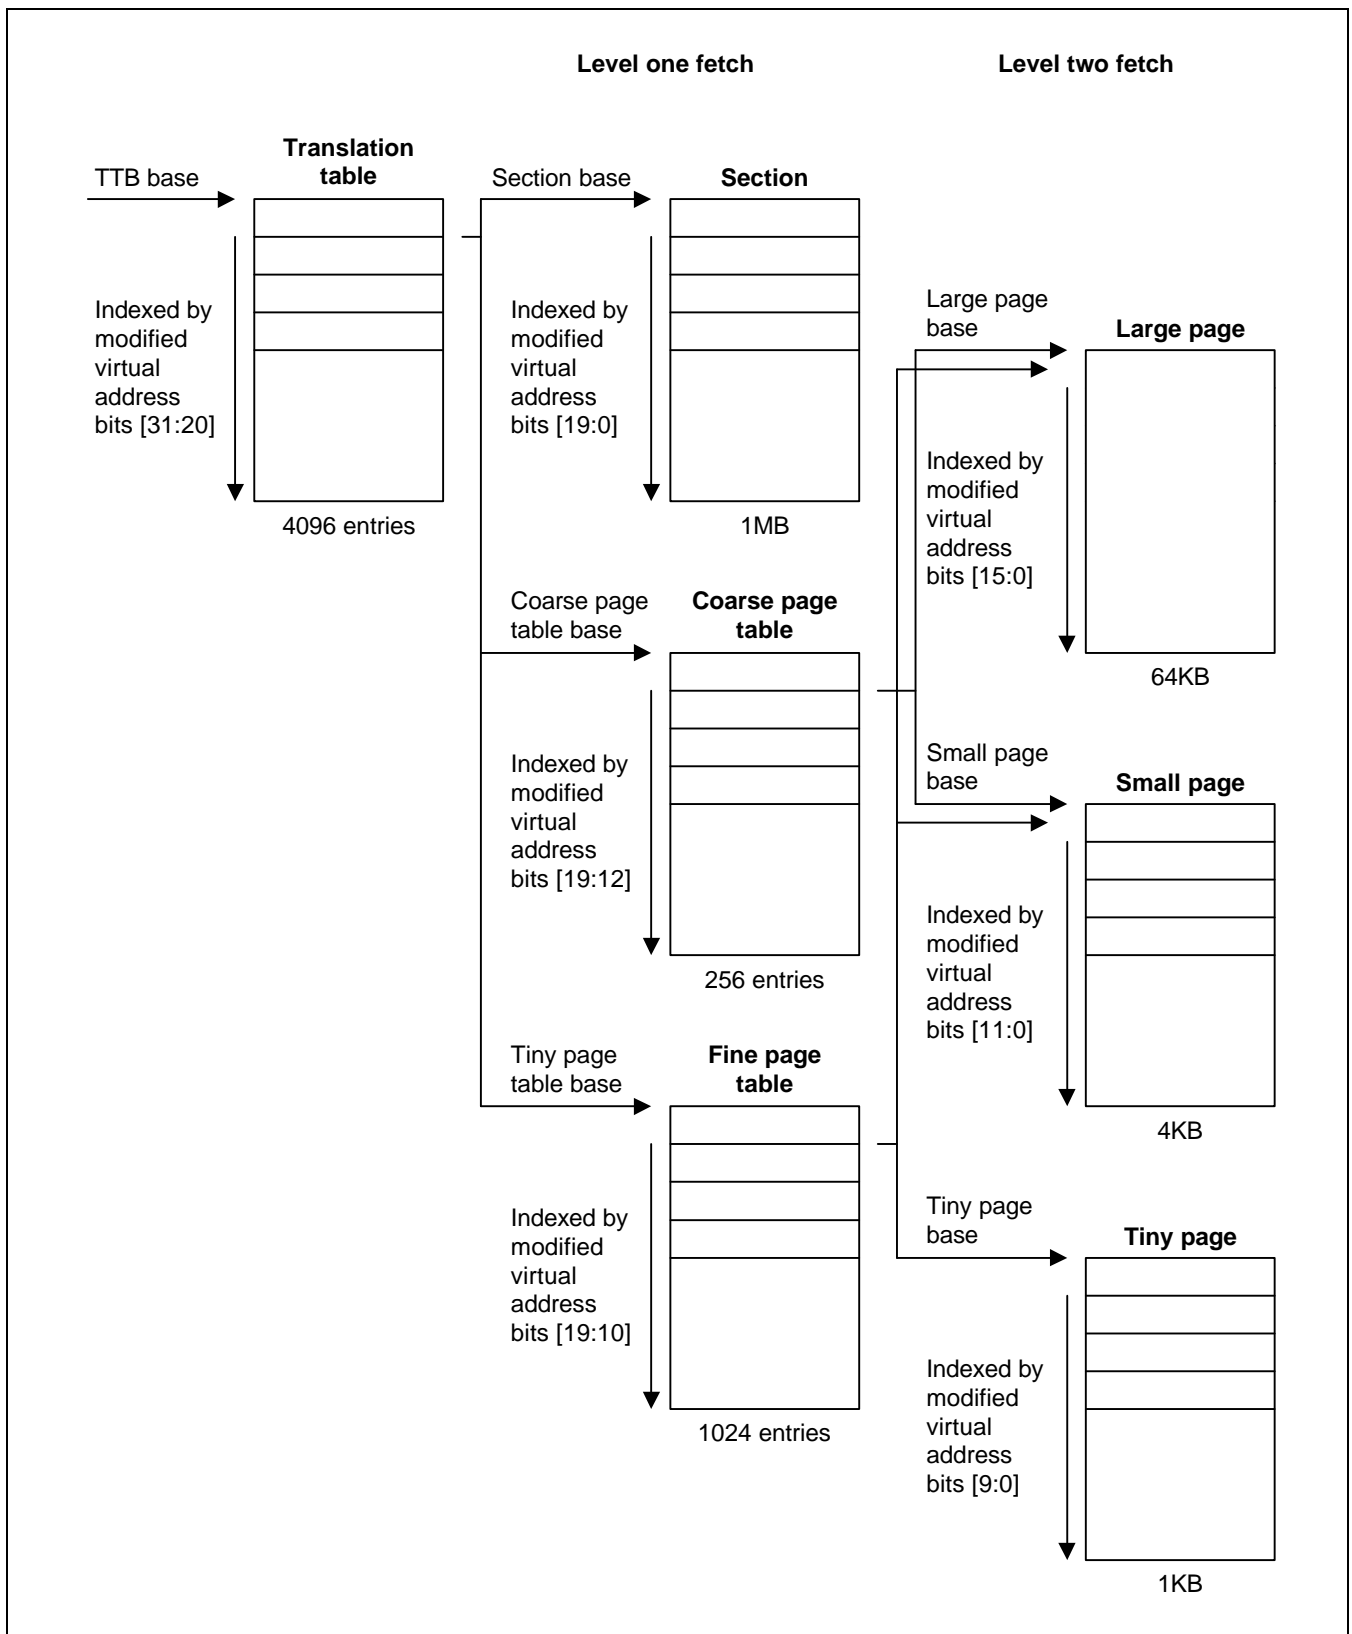 Level one fetch
Level two fetch
Translation
table
TTB base
Indexed by
modified
virtual
address
bits [31:20]
4096 entries
Section base
Section
Indexed by
modified
virtual
address
bits [19:0]
1MB
Coarse page
table base
Coarse page
table
Indexed by
modified
virtual
address
bits [19:12]
256 entries
Tiny page
table base
Fine page
table
Indexed by
modified
virtual
address
bits [19:10]
1024 entries
Large page
base
Large page
Indexed by
modified
virtual
address
bits [15:0]
64KB
Small page
base
Small page
Indexed by
modified
virtual
address
bits [11:0]
4KB
Tiny page
base
Tiny page
Indexed by
modified
virtual
address
bits [9:0]
1KB